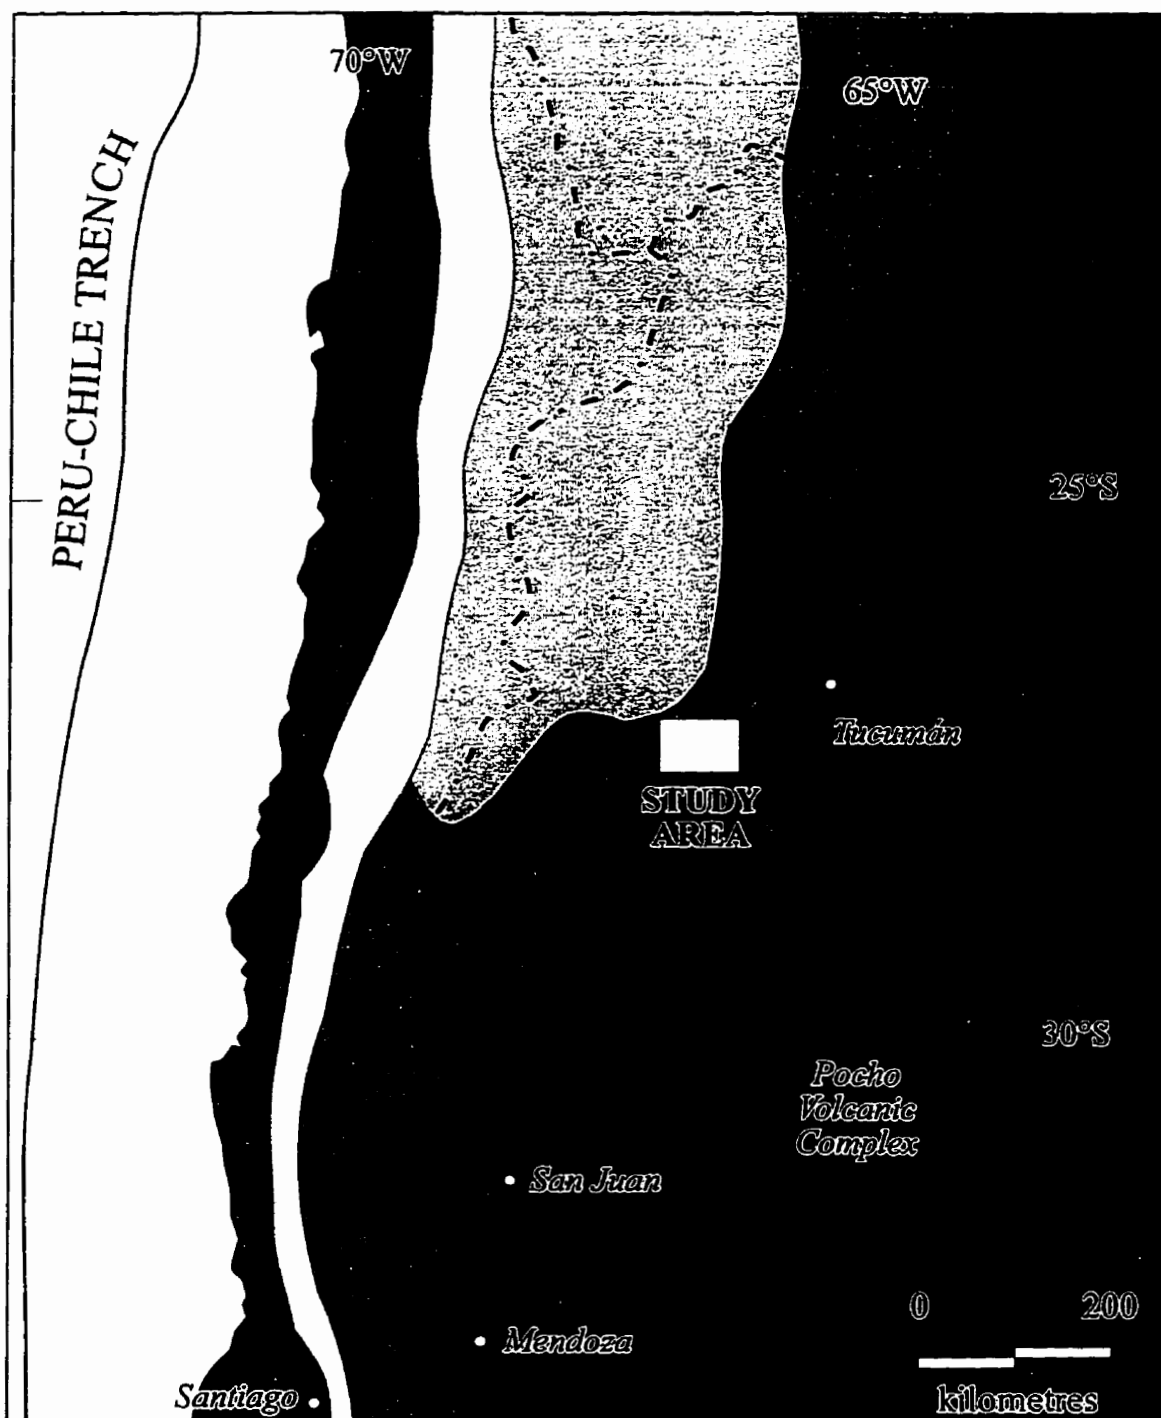 70°W
65°W
PERU-CHILE TRENCH
25°S
Tucumán
STUDY
AREA
30°S
Pocho
Volcanic
Complex
San Juan
0 200
Mendoza
kilometres
Santiago